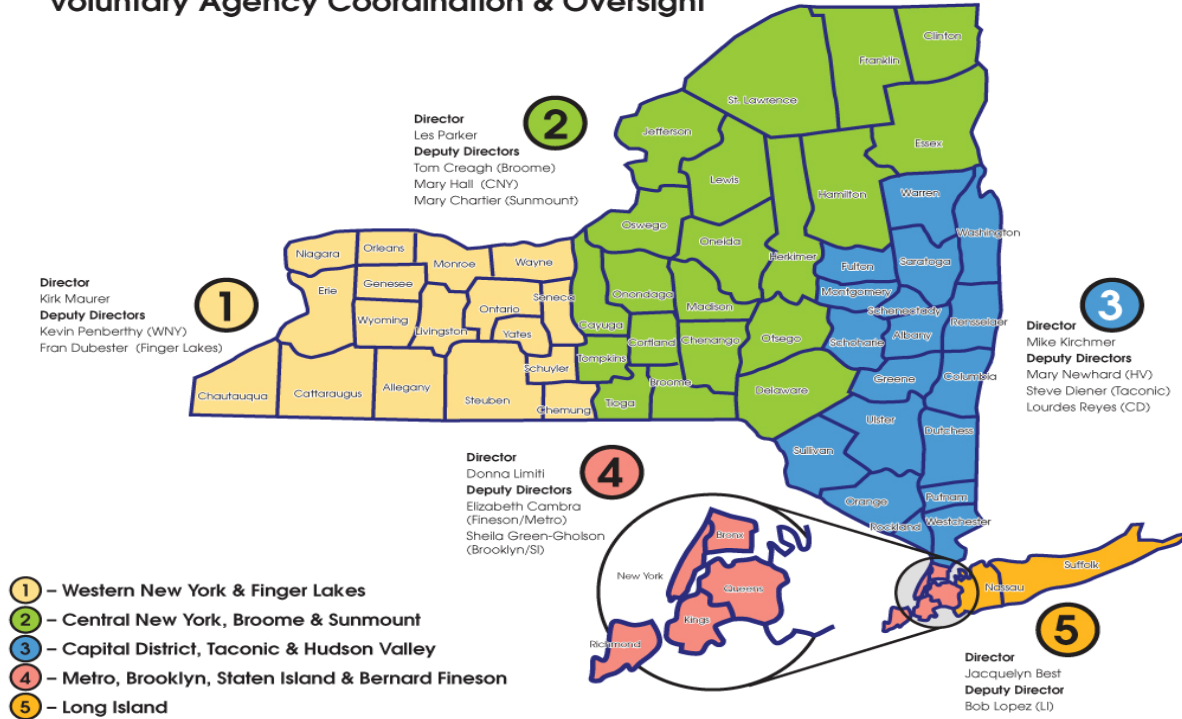 Voluntary Agency Coordination & Oversight
Director
Les Parker
Deputy Directors
Tom Creagh (Broome)
Mary Hall (CNY)
Mary Chartier (Sunmount)
2
Clinton
Franklin
St. Lawrence
Jefferson
Essex
Lewis
Hamilton
Warren
Oswego
Oneida
Herkimer
Washington
Niagara
Orleans
Monroe
Wayne
Fulton
Saratoga
Erie
Genesee
Ontario
Seneca
Onondaga
Madison
Montgomery
Schenectady
Wyoming
Livingston
Yates
Cayuga
Cortland
Chenango
Otsego
Schoharie
Albany
Rensselaer
Schuyler
Tompkins
Broome
Delaware
Greene
Columbia
Chautauqua
Cattaraugus
Allegany
Steuben
Chemung
Tioga
Ulster
Dutchess
Sullivan
Orange
Putnam
Rockland
Westchester
Director
Kirk Maurer
Deputy Directors
Kevin Penberthy (WNY)
Fran Dubester (Finger Lakes)
1
3
Director
Mike Kirchmer
Deputy Directors
Mary Newhard (HV)
Steve Diener (Taconic)
Lourdes Reyes (CD)
Director
Donna Limiti
Deputy Directors
Elizabeth Cambra
(Fineson/Metro)
Sheila Green-Gholson
(Brooklyn/SI)
4
Bronx
New York
Queens
Kings
Richmond
Nassau
Suffolk
5
Director
Jacquelyn Best
Deputy Director
Bob Lopez (LI)
1 – Western New York & Finger Lakes
2 – Central New York, Broome & Sunmount
3 – Capital District, Taconic & Hudson Valley
4 – Metro, Brooklyn, Staten Island & Bernard Fineson
5 – Long Island